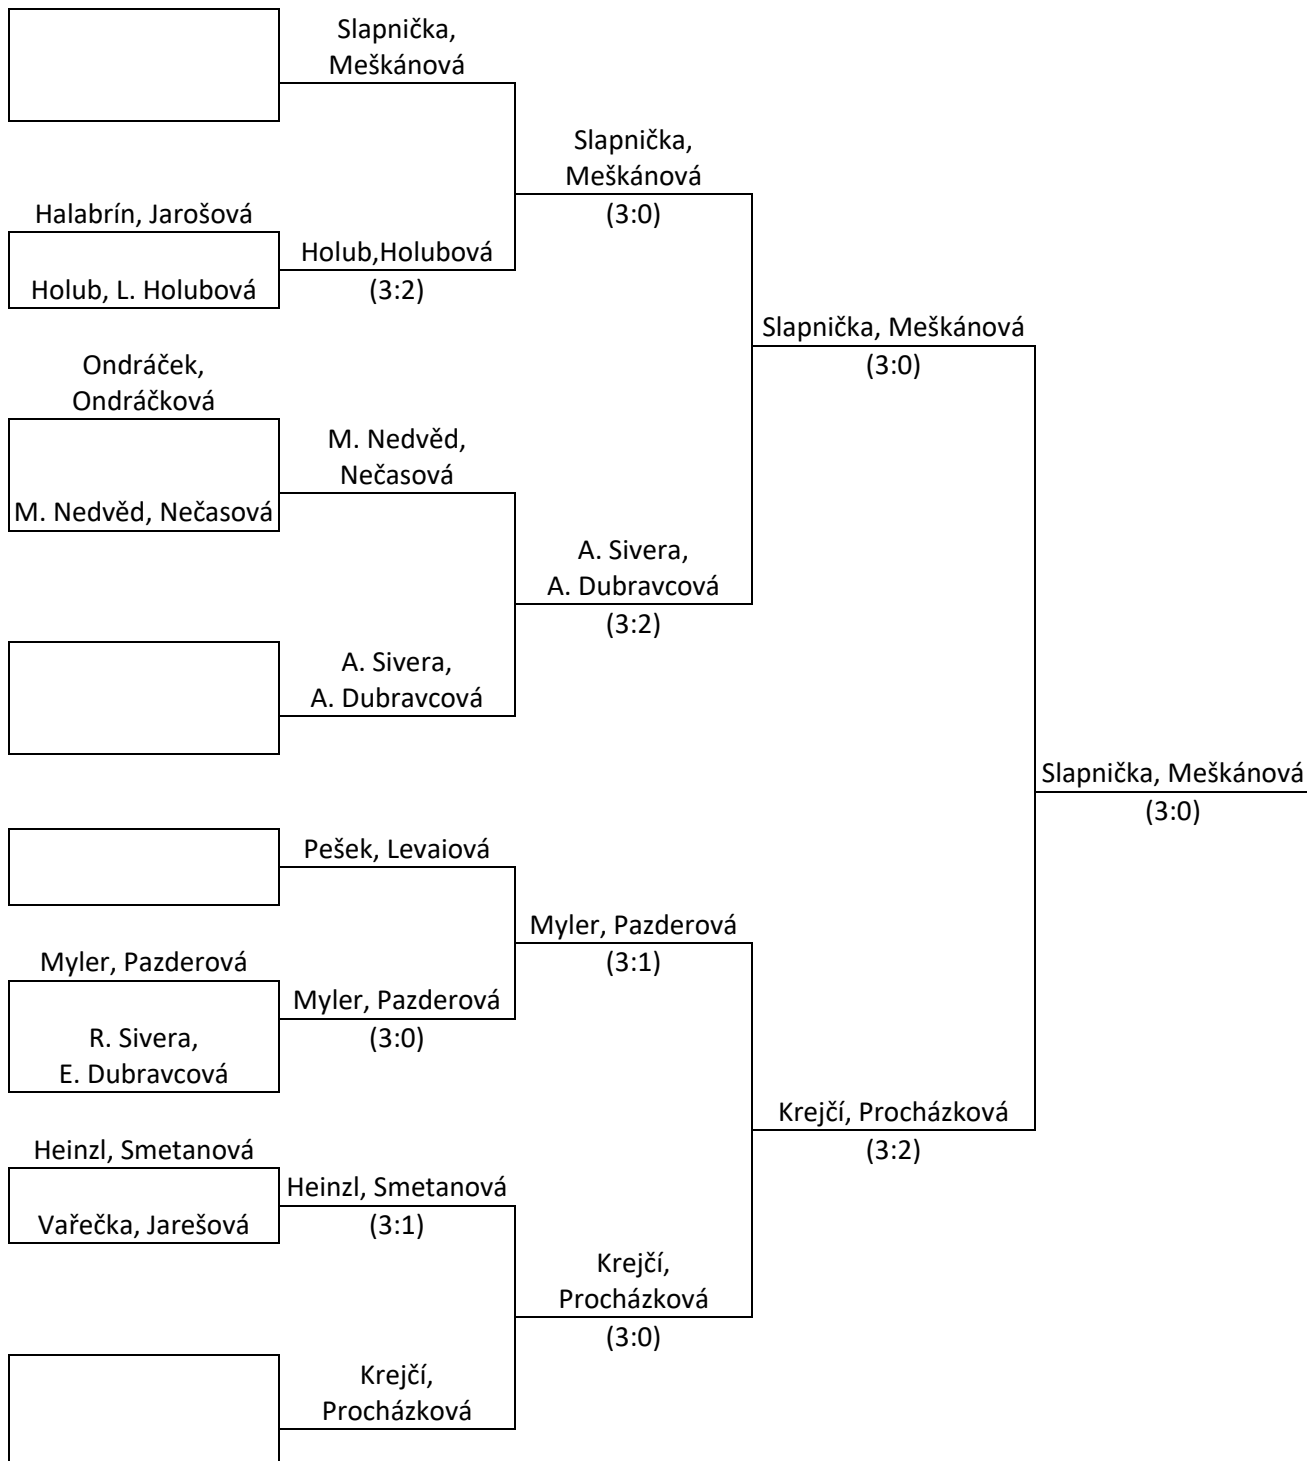 Slapnička,
Meškánová
Slapnička,
Meškánová
(3:0)
Halabrín, Jarošová
Holub,Holubová
Holub, L. Holubová
(3:2)
Slapnička, Meškánová
(3:0)
Ondráček,
Ondráčková
M. Nedvěd,
Nečasová
M. Nedvěd, Nečasová
A. Sivera,
A. Dubravcová
(3:2)
A. Sivera,
A. Dubravcová
Slapnička, Meškánová
(3:0)
Pešek, Levaiová
Myler, Pazderová
(3:1)
Myler, Pazderová
Myler, Pazderová
(3:0)
R. Sivera,
E. Dubravcová
Krejčí, Procházková
(3:2)
Heinzl, Smetanová
Heinzl, Smetanová
(3:1)
Vařečka, Jarešová
Krejčí,
Procházková
(3:0)
Krejčí,
Procházková